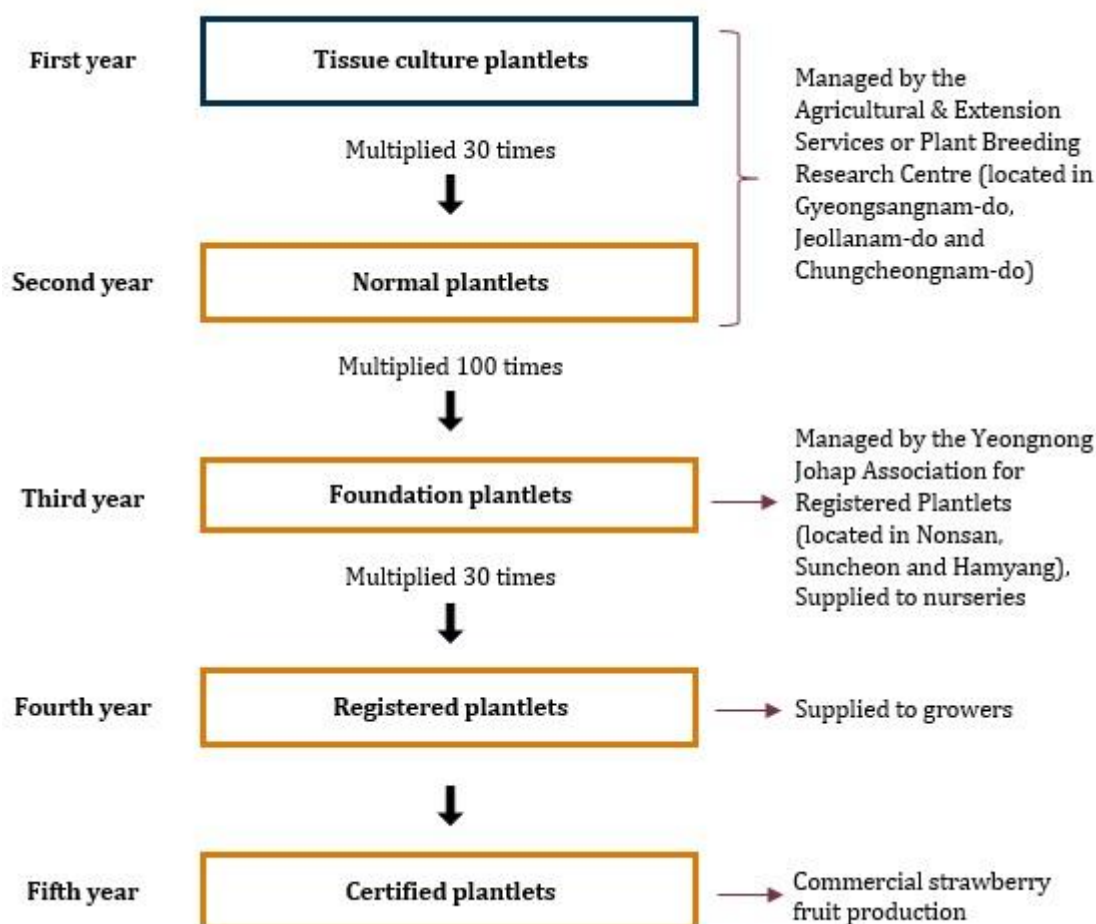 First year
Tissue culture plantlets
Managed by the
Agricultural & Extension
Services or Plant Breeding
Research Centre (located in
Gyeongsangnam-do,
Jeollanam-do and
Chungcheongnam-do)
Multiplied 30 times
Second year
Normal plantlets
Multiplied 100 times
Third year
Foundation plantlets
Managed by the Yeongnong
Johap Association for
Registered Plantlets
(located in Nonsan,
Suncheon and Hamyang),
Supplied to nurseries
Multiplied 30 times
Fourth year
Registered plantlets
Supplied to growers
Fifth year
Certified plantlets
Commercial strawberry
fruit production